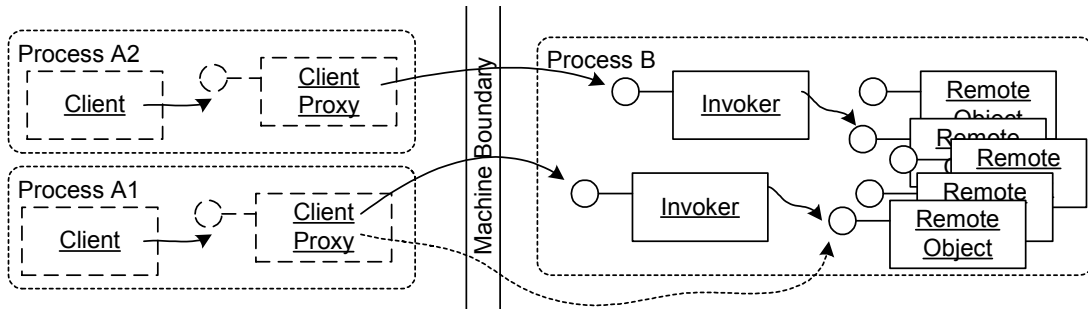 Process A2
Client
Client
Proxy
Process A1
Client
Client
Proxy
Machine Boundary
Process B
Invoker
Invoker
Remote
Object
Remote
Remote
Remote
Remote
Object